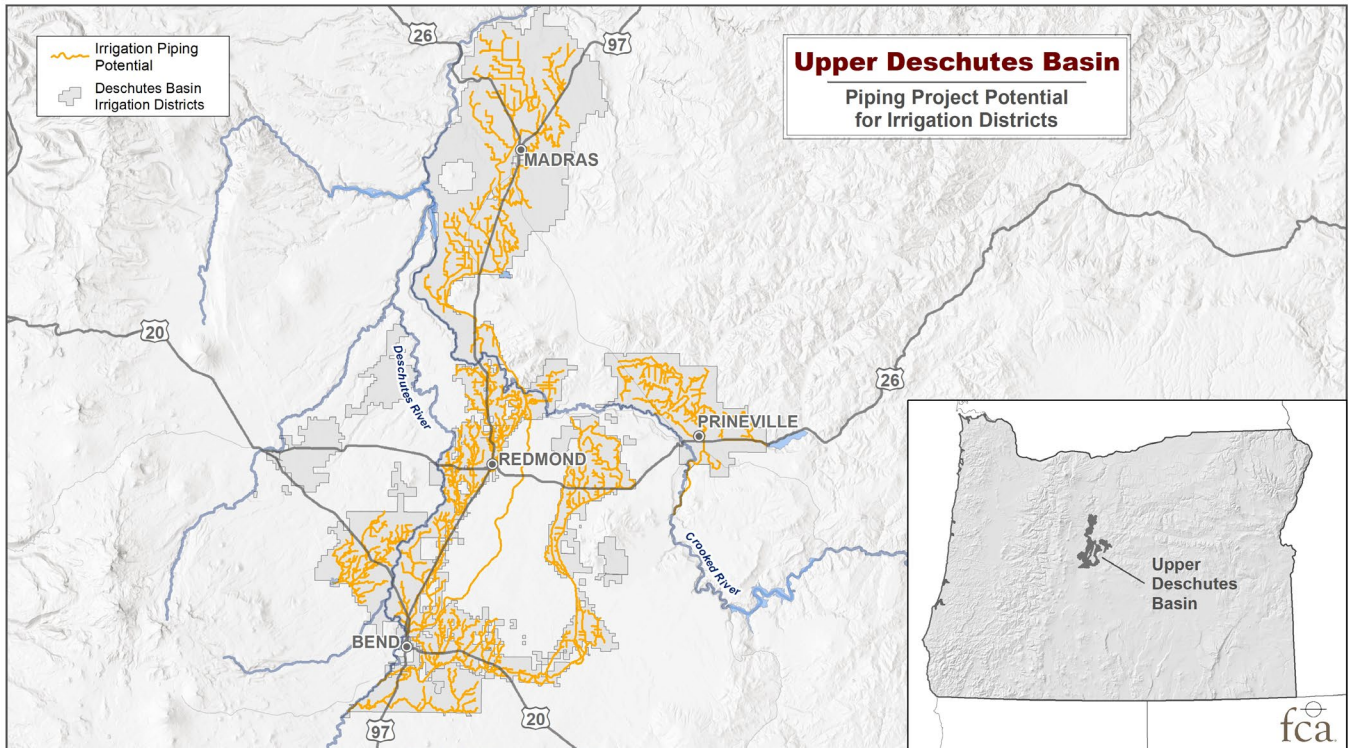 Irrigation Piping
Potential
Deschutes Basin
Irrigation Districts
26
97
Upper Deschutes Basin
Piping Project Potential
for Irrigation Districts
MADRAS
20
Deschutes River
26
PRINEVILLE
REDMOND
Crooked River
BEND
20
97
Upper
Deschutes
Basin
fca